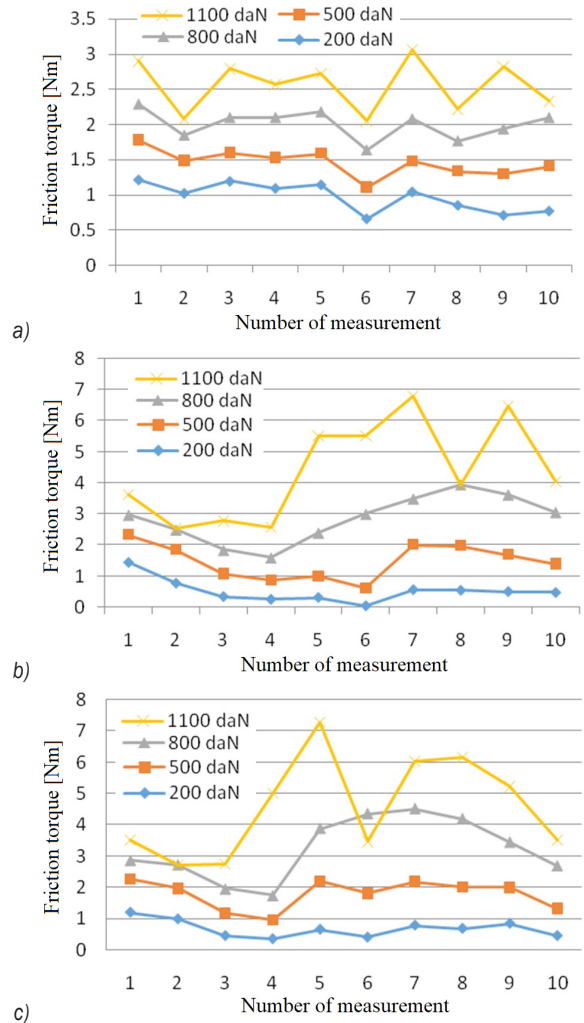 1100 daN 500 daN
800 daN 200 daN
Friction torque [Nm]
3.5
3
2.5
2
1.5
1
0.5
0
1 2 3 4 5 6 7 8 9 10
Number of measurement
a)
1100 daN
800 daN
500 daN
200 daN
Friction torque [Nm]
8
7
6
5
4
3
2
1
0
1 2 3 4 5 6 7 8 9 10
Number of measurement
b)
1100 daN
800 daN
500 daN
200 daN
Friction torque [Nm]
8
7
6
5
4
3
2
1
0
1 2 3 4 5 6 7 8 9 10
Number of measurement
c)